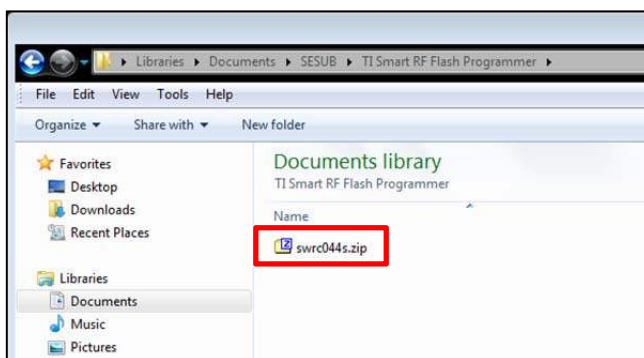 Libraries ▸ Documents ▸ SESUB ▸ TI Smart RF Flash Programmer ▸
File Edit View Tools Help
Organize ▾ Share with ▾ New folder
Favorites
Desktop
Downloads
Recent Places
Libraries
Documents
Music
Pictures
Documents library
TI Smart RF Flash Programmer
Name
swrc044s.zip